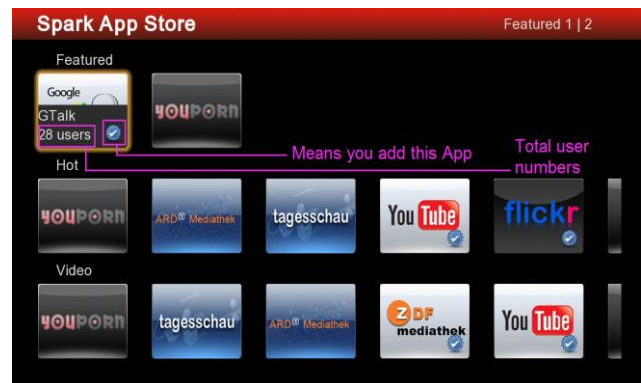 Spark App Store
Featured 1 | 2
Featured
Google
GTalk
28 users
YOUPORN
Means you add this App
Total user
numbers
Hot
YOUPORN
ARD® Mediathek
tagesschau
You Tube
flickr
Video
YOUPORN
tagesschau
ARD® Mediathek
ZDF
mediathek
You Tube